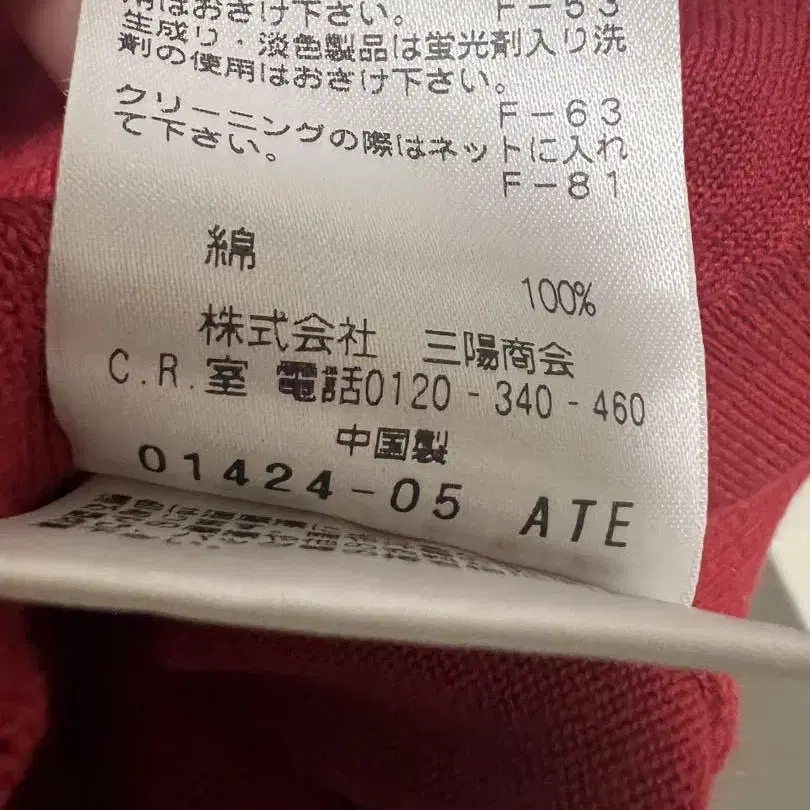 用はおさけ下さい。 F－53
生成り・淡色製品は蛍光剤入り洗
剤の使用はおさけ下さい。
F－63
クリーニングの際はネットに入れ
て下さい。
F－81
綿
100%
株式会社 三陽商会
C.R.室 電話0120-340-460
中国製
01424-05 ATE